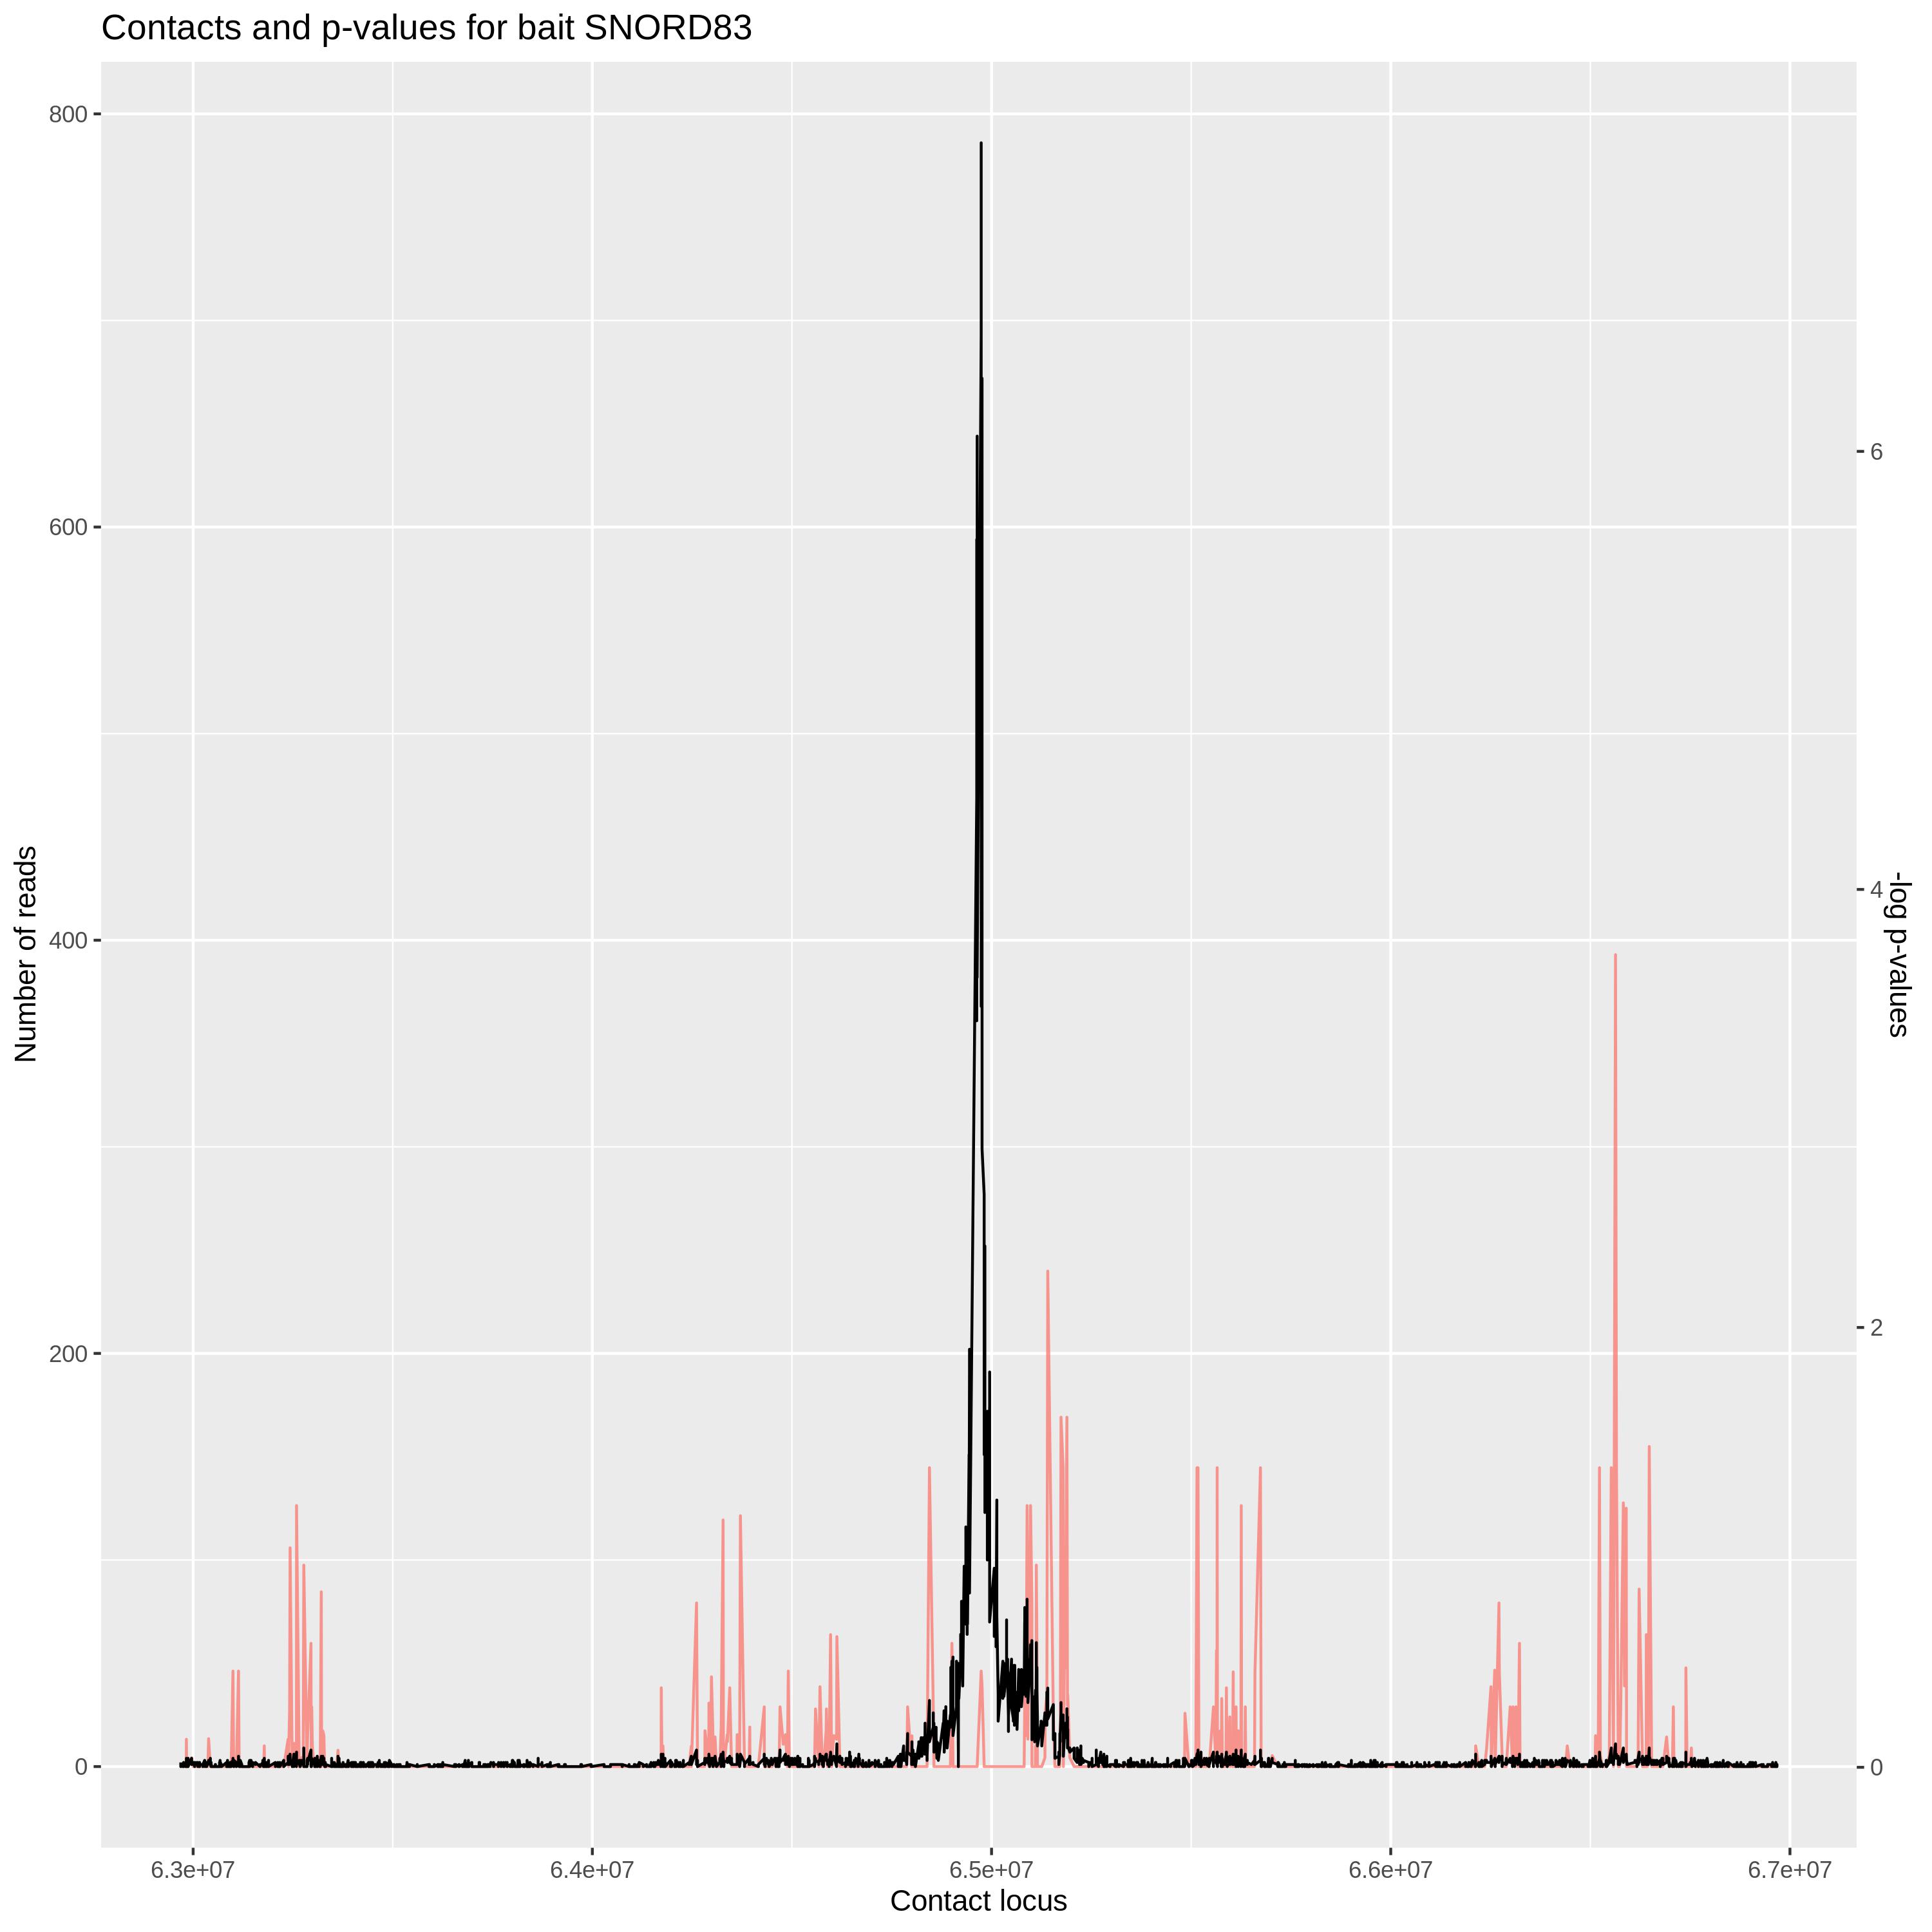 Contacts and p-values for bait SNORD83
800
600
400
200
0
Number of reads
6
4
2
0
-log p-values
6.3e+07
6.4e+07
6.5e+07
6.6e+07
6.7e+07
Contact locus